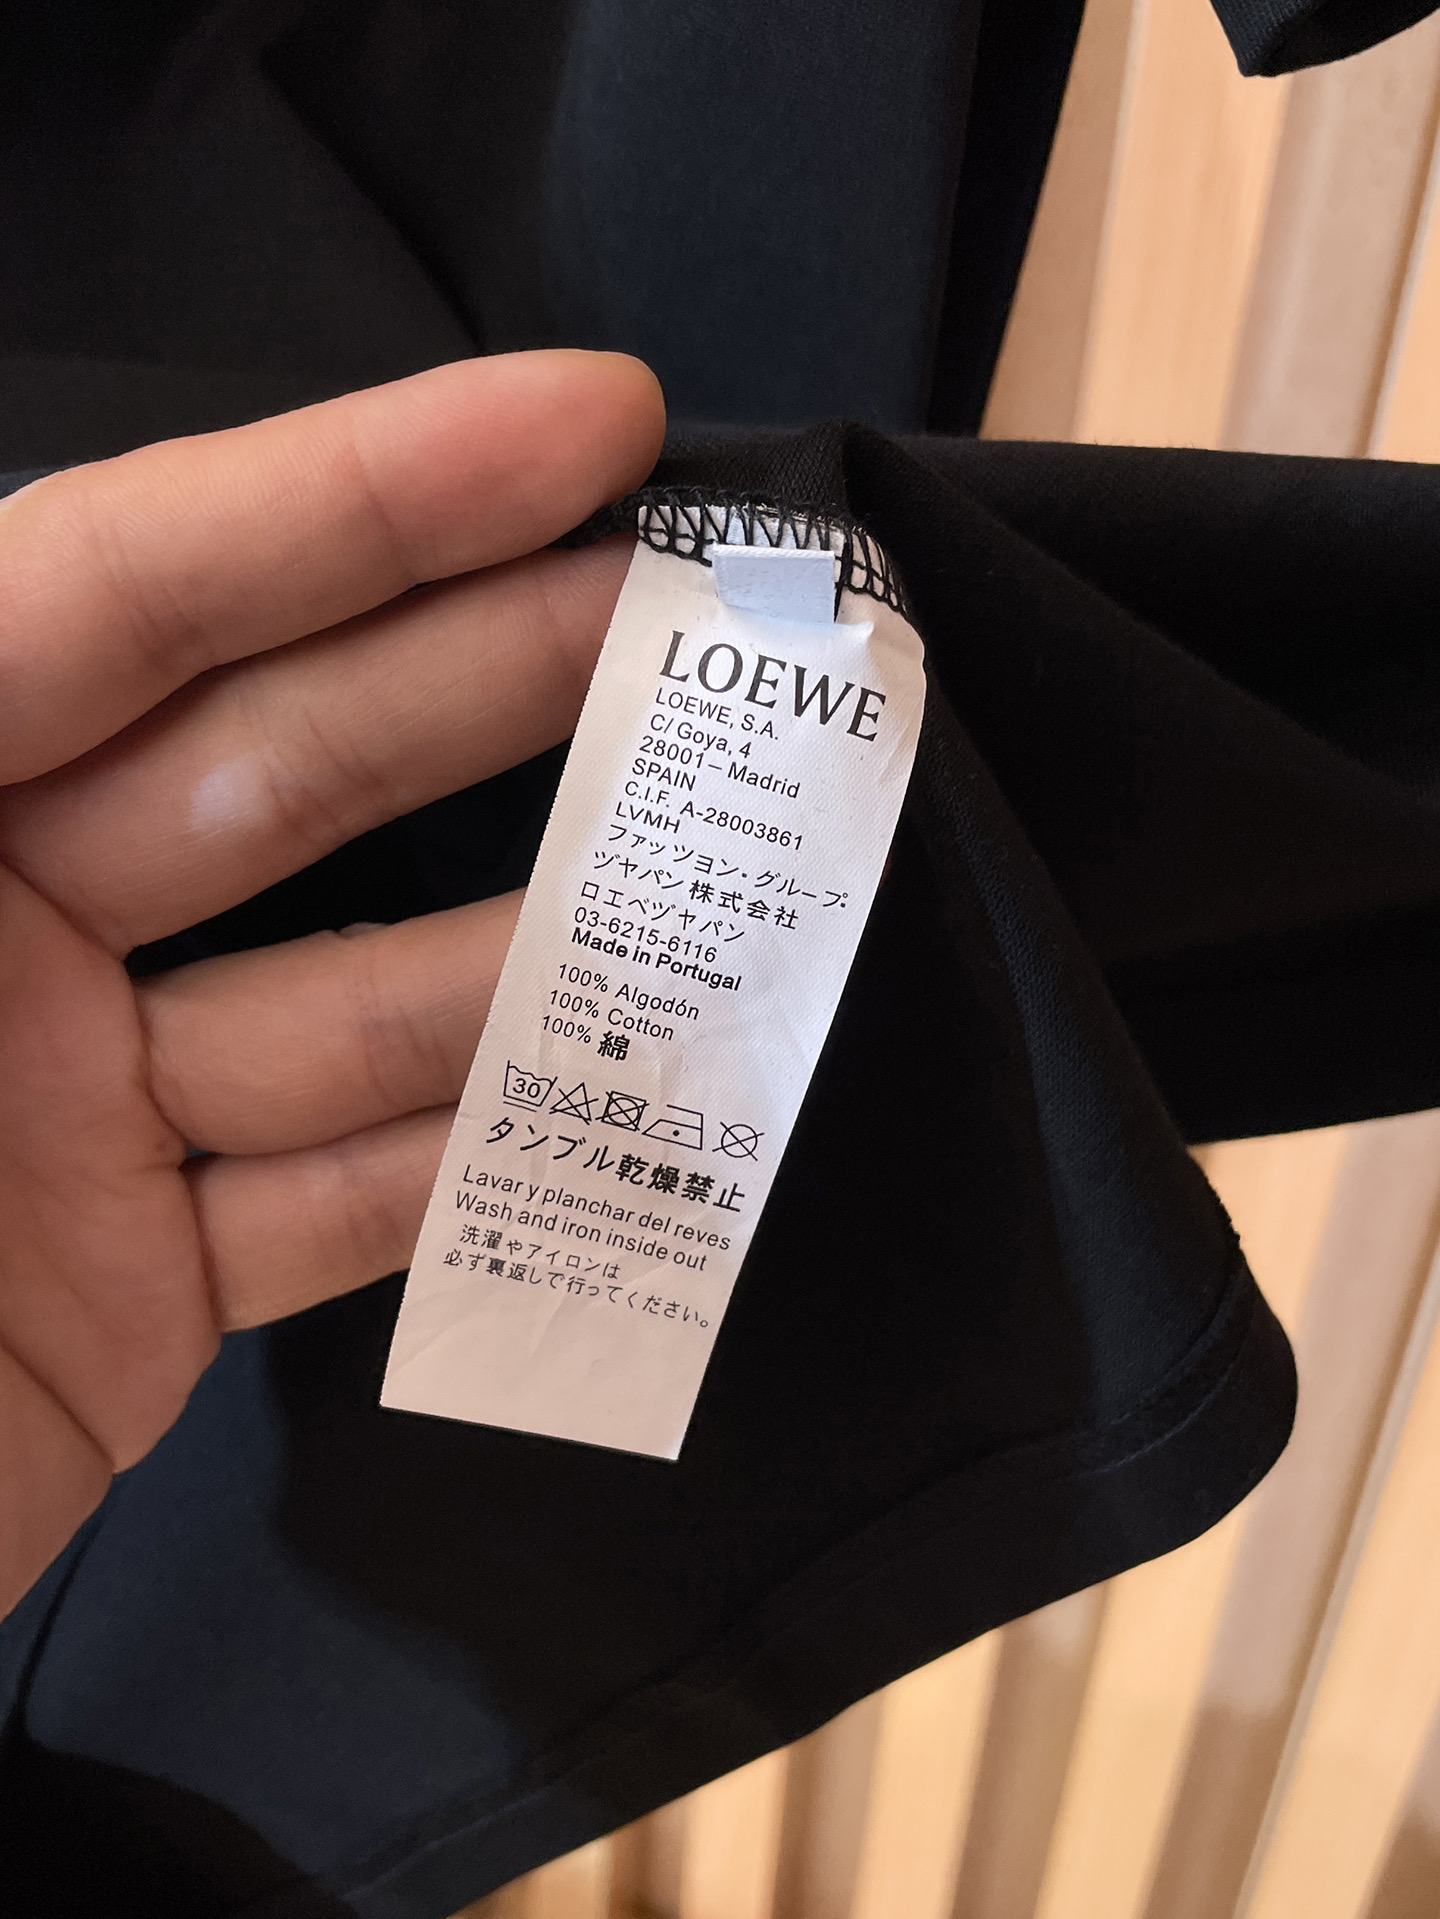 LOEWE
LOEWE, S.A.
C/ Goya, 4
28001 – Madrid
SPAIN
C.I.F. A-28003861
LVMH
ファッツヨン・グループ
ヅヤパン株式会社
ロエベヅヤパン
03-6215-6116
Made in Portugal
100% Algodón
100% Cotton
100% 綿
30
タンブル乾燥禁止
Lavar y planchar del reves
Wash and iron inside out
洗濯やアイロンは
必ず裏返しで行ってください。